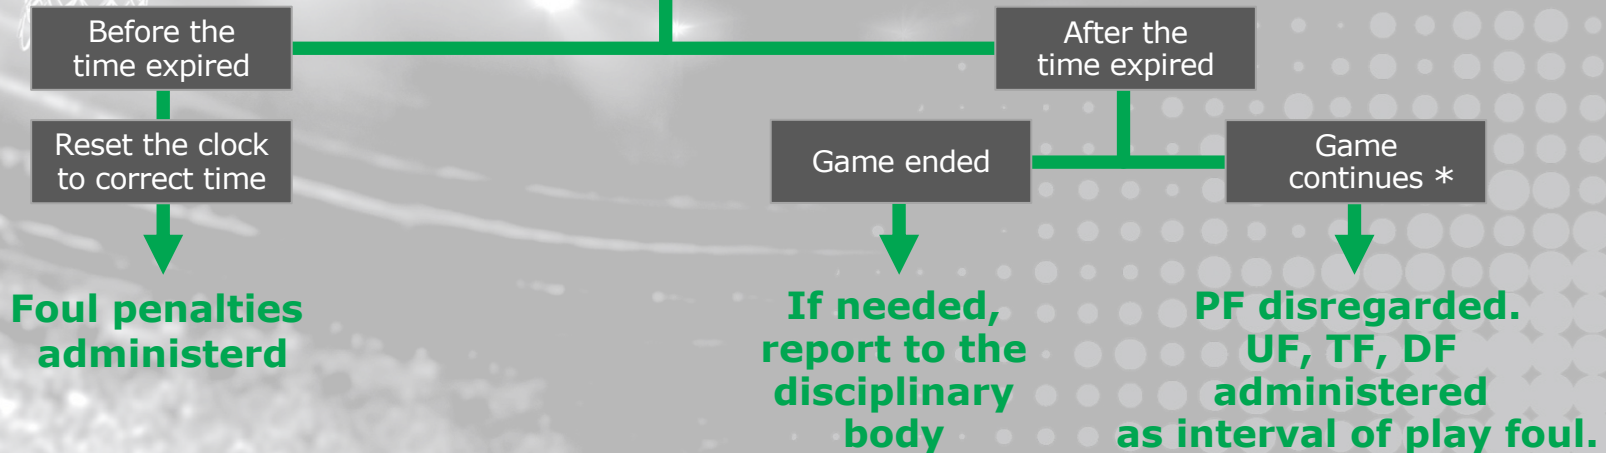 Before the
time expired
After the
time expired
Reset the clock
to correct time
Game ended
Game
continues *
Foul penalties
administerd
If needed,
report to the
disciplinary
body
PF disregarded.
UF, TF, DF
administered
as interval of play foul.